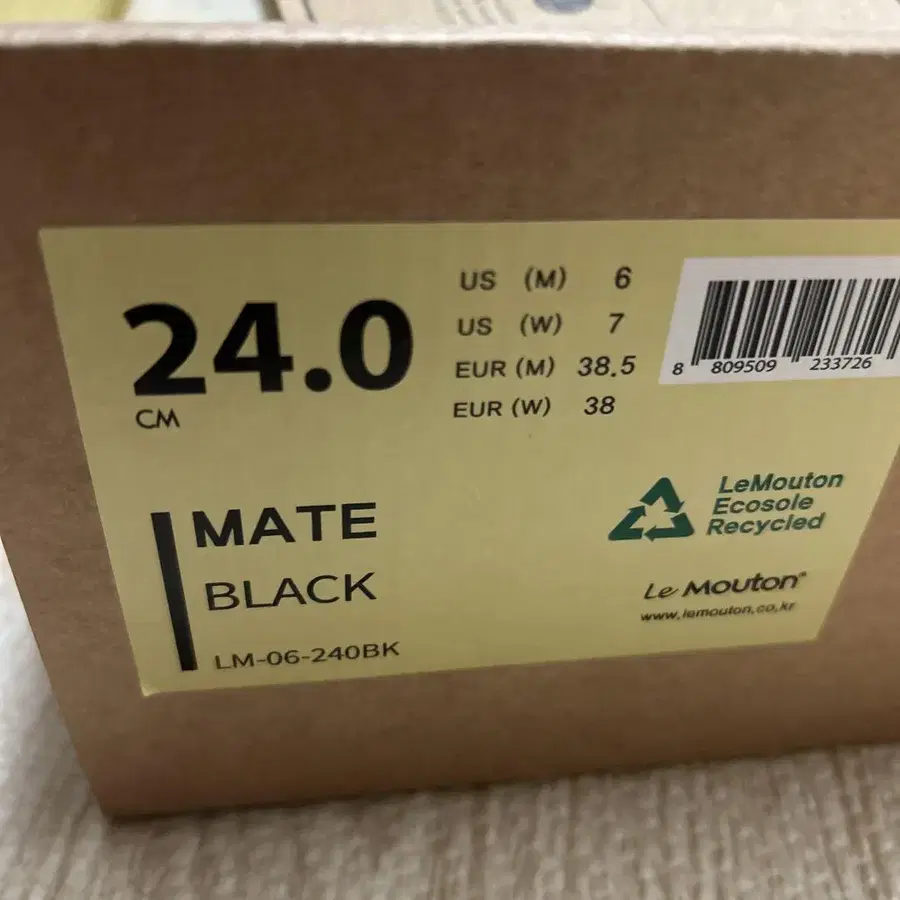 24.0
CM
US (M) 6
US (W) 7
EUR (M) 38.5
EUR (W) 38
8 809509 233726
MATE
BLACK
LM-06-240BK
LeMouton
Ecosole
Recycled
Le Mouton®
www.lemouton.co.kr